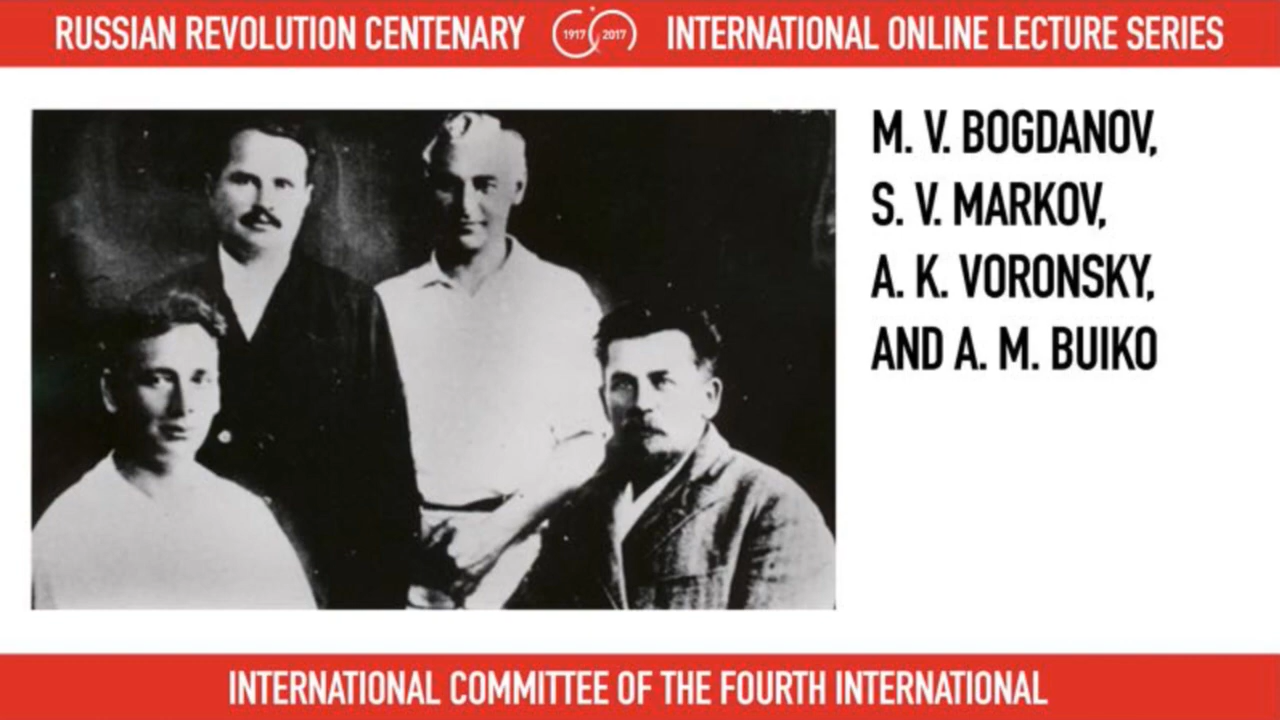 RUSSIAN REVOLUTION CENTENARY 1917 2017 INTERNATIONAL ONLINE LECTURE SERIES
M. V. BOGDANOV,
S. V. MARKOV,
A. K. VORONSKY,
AND A. M. BUIKO
INTERNATIONAL COMMITTEE OF THE FOURTH INTERNATIONAL